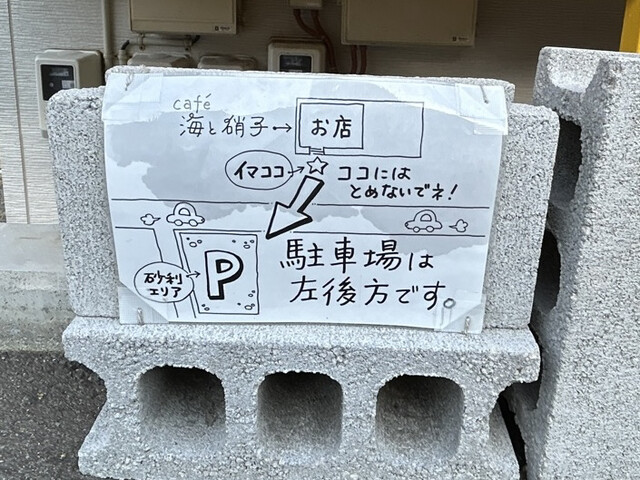 café
海と硝子→
お店
イマココ→☆
ココには
とめないでネ!
砂利
エリア
P
駐車場は
左後方です。